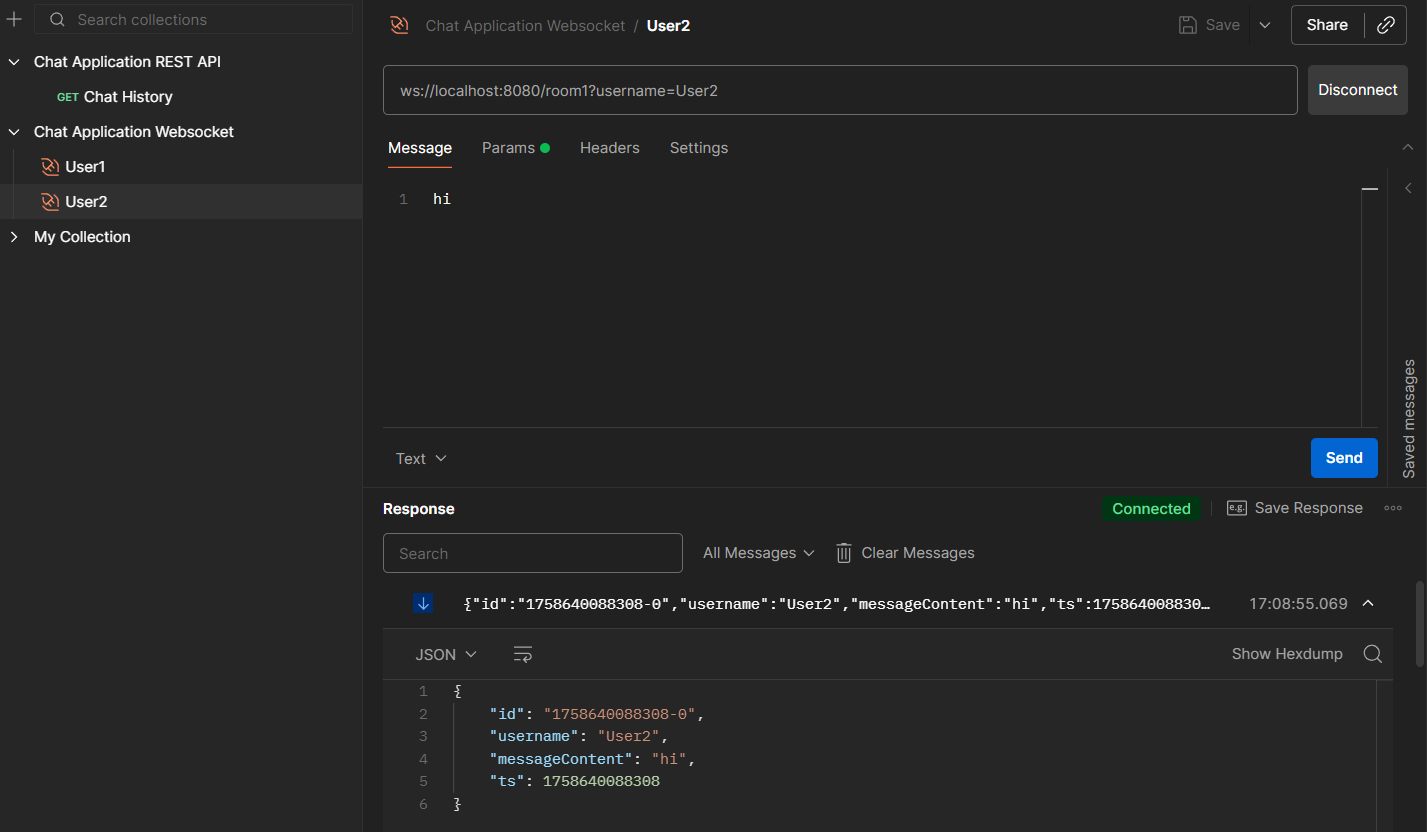 Search collections
Chat Application REST API
GET Chat History
Chat Application Websocket
User1
User2
My Collection
Chat Application Websocket / User2
Save
Share
ws://localhost:8080/room1?username=User2
Disconnect
Message Params Headers Settings
1 hi
Saved messages
Text
Send
Response
Connected
e.g. Save Response
Search
All Messages
Clear Messages
{"id":"1758640088308-0","username":"User2","messageContent":"hi","ts":175864008830… 17:08:55.069
JSON
Show Hexdump
1 {
2 "id": "1758640088308-0",
3 "username": "User2",
4 "messageContent": "hi",
5 "ts": 1758640088308
6 }